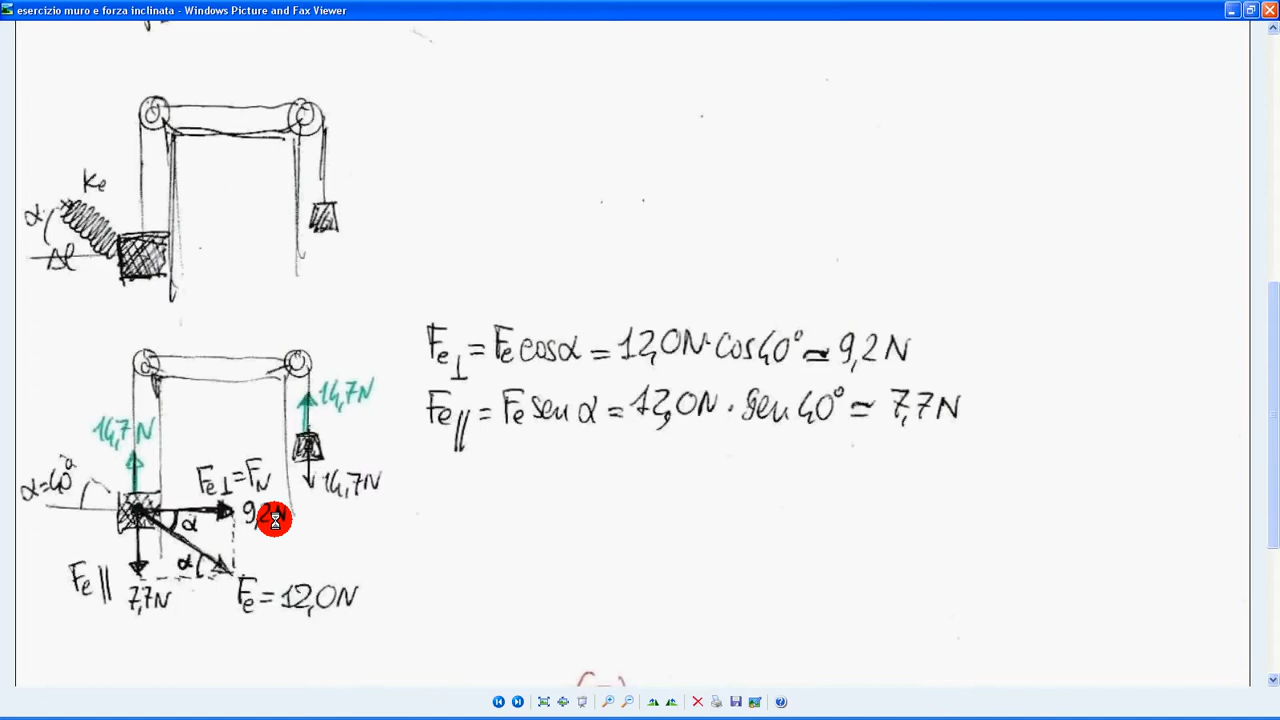 esercizio muro e forza inclinata - Windows Picture and Fax Viewer
Ke
α
Δl
14,7N
14,7N
α=40°
Fe⊥=FN
14,7N
9,2N
α
α
Fe∥
7,7N
Fe=12,0N
Fe⊥ = Fe cosα = 12,0N·cos40° ≃ 9,2N
Fe∥ = Fe sen α = 12,0N · sen 40° ≃ 7,7N